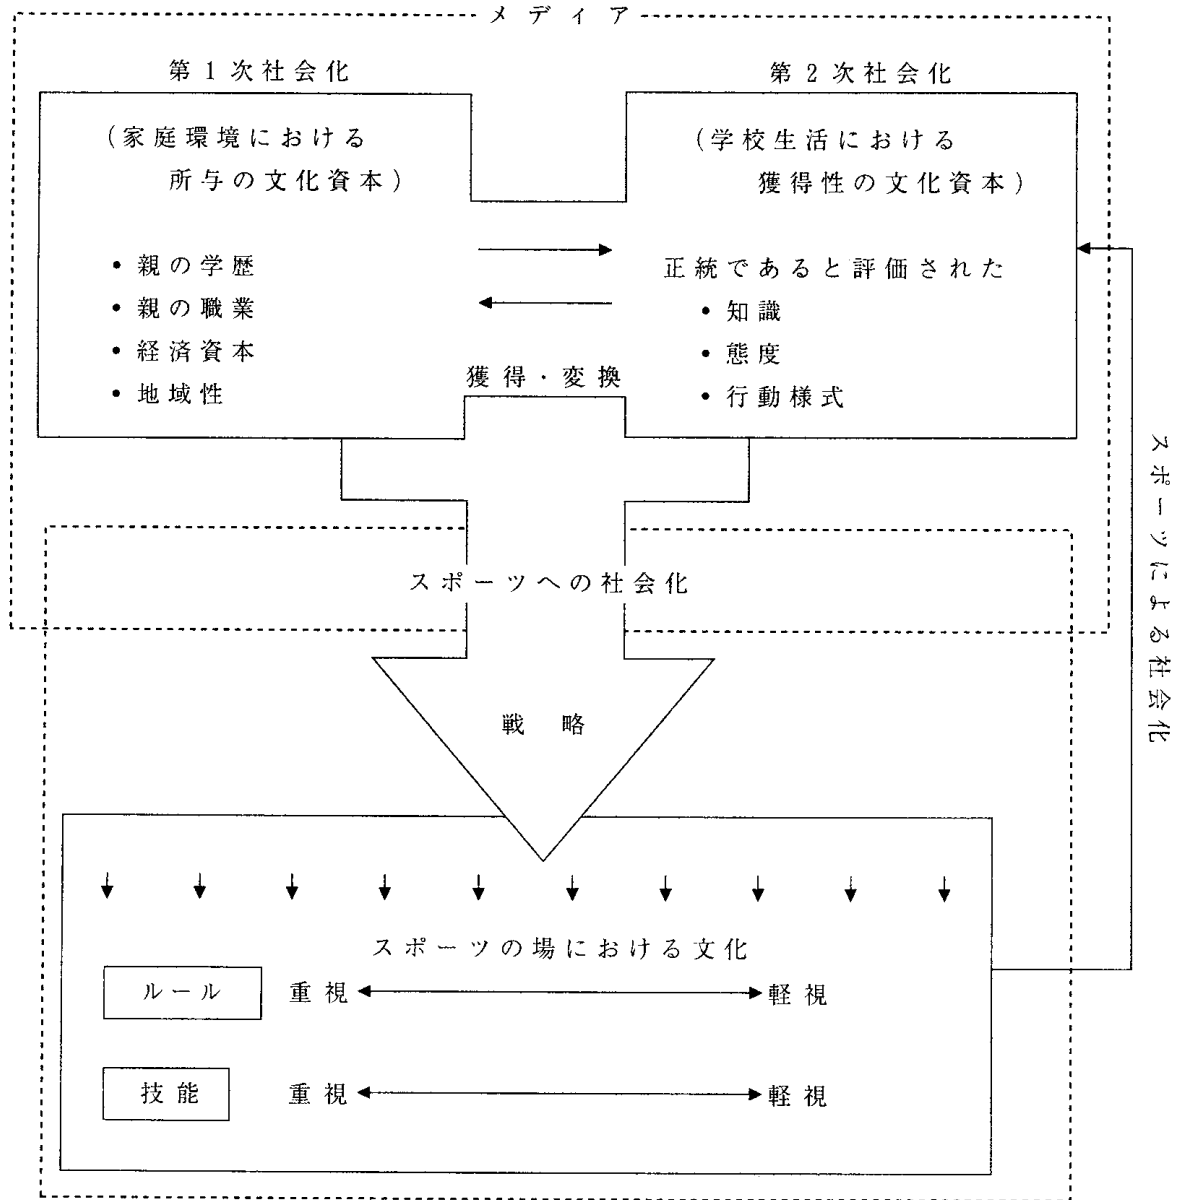 メディア
第1次社会化
第2次社会化
(家庭環境における
所与の文化資本)
(学校生活における
獲得性の文化資本)
• 親の学歴
• 親の職業
• 経済資本
• 地域性
正統であると評価された
• 知識
• 態度
• 行動様式
獲得・変換
スポーツへの社会化
スポーツによる社会化
戦略
スポーツの場における文化
ルール 重視 軽視
技能 重視 軽視